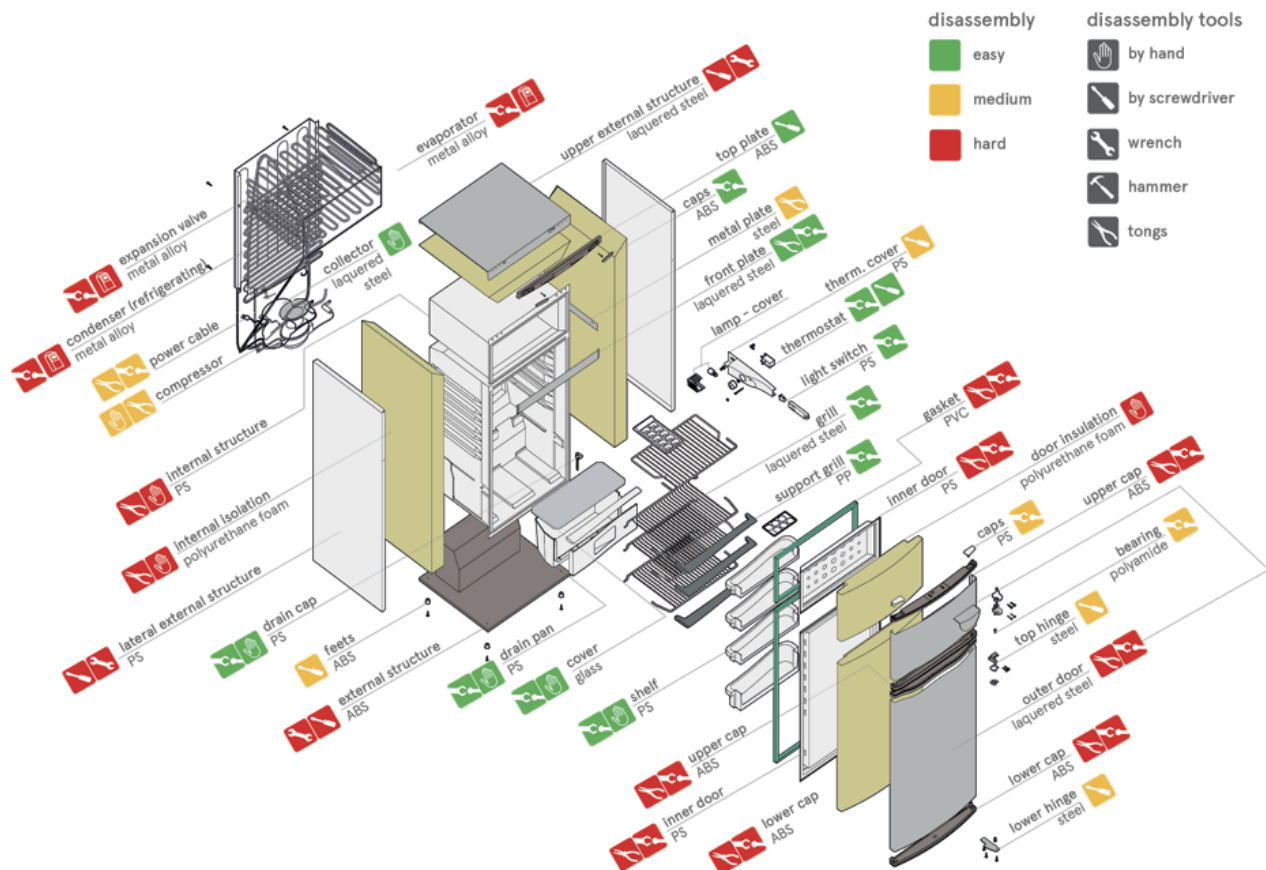 disassembly
easy
medium
hard
disassembly tools
by hand
by screwdriver
wrench
hammer
tongs
evaporator
metal alloy
upper external structure
laquered steel
top plate
ABS
caps
ABS
metal plate
steel
front plate
laquered steel
therm. cover
PS
lamp - cover
thermostat
light switch
PS
expansion valve
metal alloy
collector
laquered
steel
condenser (refrigerating)
metal alloy
power cable
compressor
internal structure
PS
internal isolation
polyurethane foam
lateral external structure
PS
drain cap
PS
feets
ABS
external structure
ABS
drain pan
PS
cover
glass
shelf
PS
grill
laquered steel
support grill
PP
gasket
PVC
inner door
PS
door insulation
polyurethane foam
upper cap
ABS
caps
PS
bearing
polyamide
top hinge
steel
outer door
laquered steel
lower cap
ABS
lower hinge
steel
upper cap
ABS
inner door
PS
lower cap
ABS